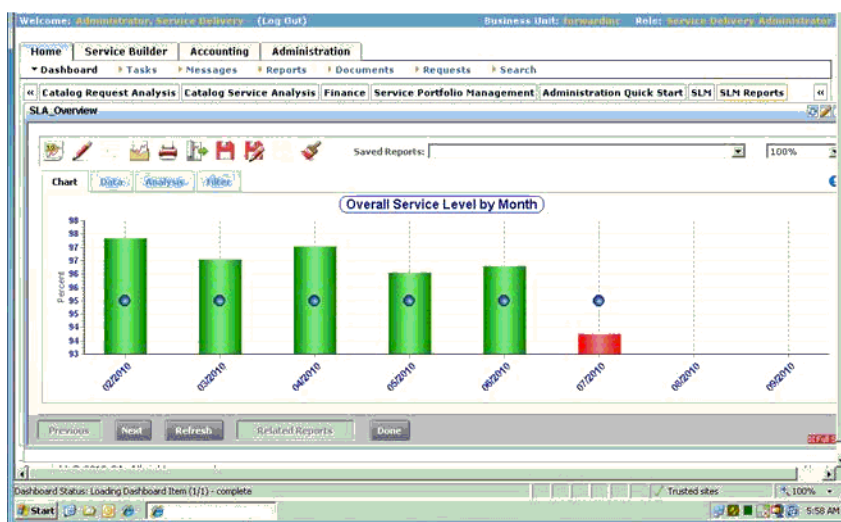 Welcome: Administrator, Service Delivery (Log Out) Business Unit: forwardinc Role: Service Delivery Administrator
Home Service Builder Accounting Administration
Dashboard Tasks Messages Reports Documents Requests Search
« Catalog Request Analysis Catalog Service Analysis Finance Service Portfolio Management Administration Quick Start SLM SLM Reports «
SLA_Overview
Saved Reports: 100%
Chart Data Analysis Filter
Overall Service Level by Month
98
98
97
97
96
96
95
95
94
94
93
Percent
02/2010 03/2010 04/2010 05/2010 06/2010 07/2010 08/2010 09/2010
Previous Next Refresh Related Reports Done
Dashboard Status: Loading Dashboard Item (1/1) - complete Trusted sites 100%
Start 5:58 AM